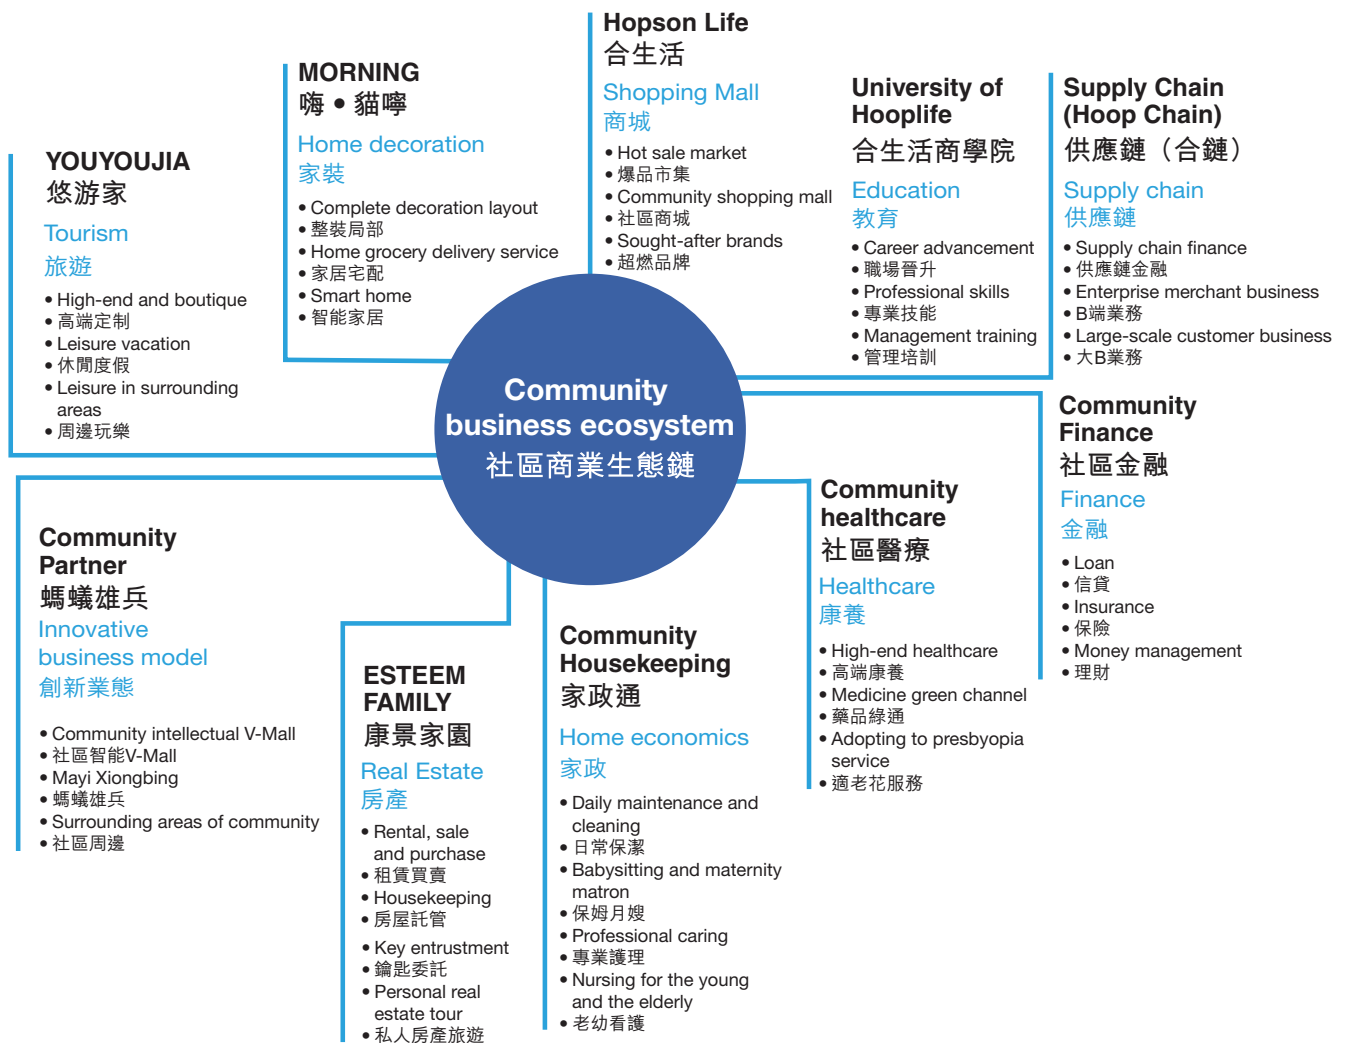 Hopson Life
合生活
Shopping Mall
商城
• Hot sale market
• 爆品市集
• Community shopping mall
• 社區商城
• Sought-after brands
• 超燃品牌
MORNING
嗨 • 貓嚀
Home decoration
家裝
• Complete decoration layout
• 整裝局部
• Home grocery delivery service
• 家居宅配
• Smart home
• 智能家居
YOUYOUJIA
悠游家
Tourism
旅遊
• High-end and boutique
• 高端定制
• Leisure vacation
• 休閒度假
• Leisure in surrounding
areas
• 周邊玩樂
University of
Hooplife
合生活商學院
Education
教育
• Career advancement
• 職場晉升
• Professional skills
• 專業技能
• Management training
• 管理培訓
Supply Chain
(Hoop Chain)
供應鏈（合鏈）
Supply chain
供應鏈
• Supply chain finance
• 供應鏈金融
• Enterprise merchant business
• B端業務
• Large-scale customer business
• 大B業務
Community
business ecosystem
社區商業生態鏈
Community
Finance
社區金融
Finance
金融
• Loan
• 信貸
• Insurance
• 保險
• Money management
• 理財
Community
healthcare
社區醫療
Healthcare
康養
• High-end healthcare
• 高端康養
• Medicine green channel
• 藥品綠通
• Adopting to presbyopia
service
• 適老花服務
Community
Partner
螞蟻雄兵
Innovative
business model
創新業態
• Community intellectual V-Mall
• 社區智能V-Mall
• Mayi Xiongbing
• 螞蟻雄兵
• Surrounding areas of community
• 社區周邊
ESTEEM
FAMILY
康景家園
Real Estate
房產
• Rental, sale
and purchase
• 租賃買賣
• Housekeeping
• 房屋託管
• Key entrustment
• 鑰匙委託
• Personal real
estate tour
• 私人房產旅遊
Community
Housekeeping
家政通
Home economics
家政
• Daily maintenance and
cleaning
• 日常保潔
• Babysitting and maternity
matron
• 保姆月嫂
• Professional caring
• 專業護理
• Nursing for the young
and the elderly
• 老幼看護